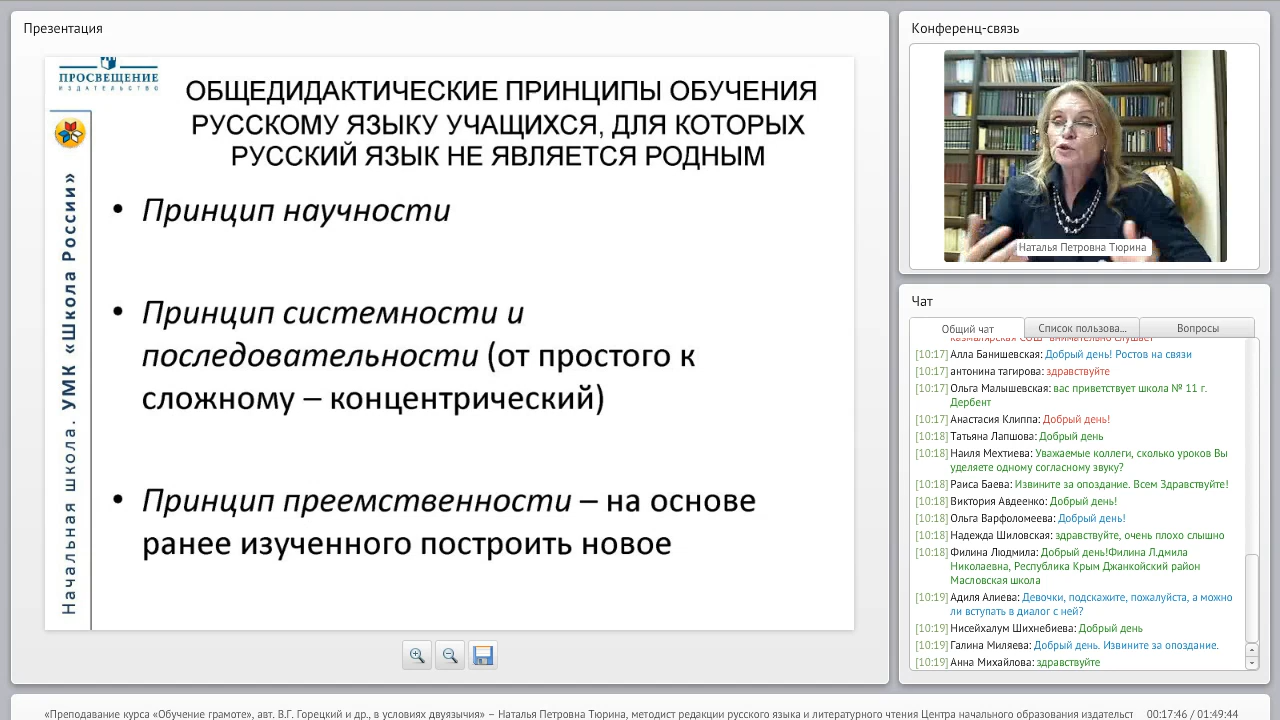 Презентация
ПРОСВЕЩЕНИЕ
ИЗДАТЕЛЬСТВО
ОБЩЕДИДАКТИЧЕСКИЕ ПРИНЦИПЫ ОБУЧЕНИЯ
РУССКОМУ ЯЗЫКУ УЧАЩИХСЯ, ДЛЯ КОТОРЫХ
РУССКИЙ ЯЗЫК НЕ ЯВЛЯЕТСЯ РОДНЫМ
Начальная школа. УМК «Школа России»
• Принцип научности
• Принцип системности и
последовательности (от простого к
сложному – концентрический)
• Принцип преемственности – на основе
ранее изученного построить новое
Конференц-связь
Наталья Петровна Тюрина
Чат
Общий чат
Список пользова...
Вопросы
казмалярская СОШ" внимательно слушает
[10:17] Алла Банишевская: Добрый день! Ростов на связи
[10:17] антонина тагирова: здравствуйте
[10:17] Ольга Малышевская: вас приветствует школа № 11 г.
Дербент
[10:17] Анастасия Клиппа: Добрый день!
[10:18] Татьяна Лапшова: Добрый день
[10:18] Наиля Мехтиева: Уважаемые коллеги, сколько уроков Вы
уделяете одному согласному звуку?
[10:18] Раиса Баева: Извините за опоздание. Всем Здравствуйте!
[10:18] Виктория Авдеенко: Добрый день!
[10:18] Ольга Варфоломеева: Добрый день!
[10:18] Надежда Шиловская: здравствуйте, очень плохо слышно
[10:18] Филина Людмила: Добрый день!Филина Л.дмила
Николаевна, Республика Крым Джанкойский район
Масловская школа
[10:19] Адиля Алиева: Девочки, подскажите, пожалуйста, а можно
ли вступать в диалог с ней?
[10:19] Нисейхалум Шихнебиева: Добрый день
[10:19] Галина Миляева: Добрый день. Извините за опоздание.
[10:19] Анна Михайлова: здравствуйте
«Преподавание курса «Обучение грамоте», авт. В.Г. Горецкий и др., в условиях двуязычия» – Наталья Петровна Тюрина, методист редакции русского языка и литературного чтения Центра начального образования издательст 00:17:46 / 01:49:44